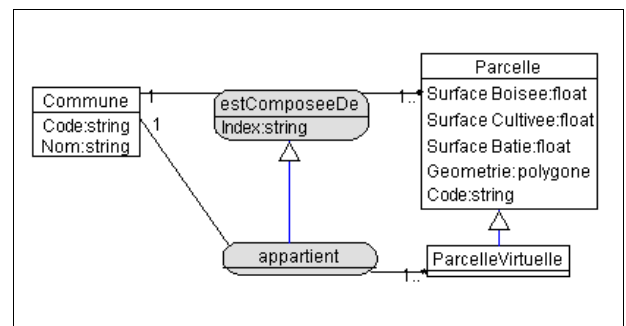 Commune
Code:string
Nom:string
1
1
estComposeeDe
Index:string
1..
Parcelle
Surface Boisee:float
Surface Cultivee:float
Surface Batie:float
Geometrie:polygone
Code:string
appartient
1..
ParcelleVirtuelle